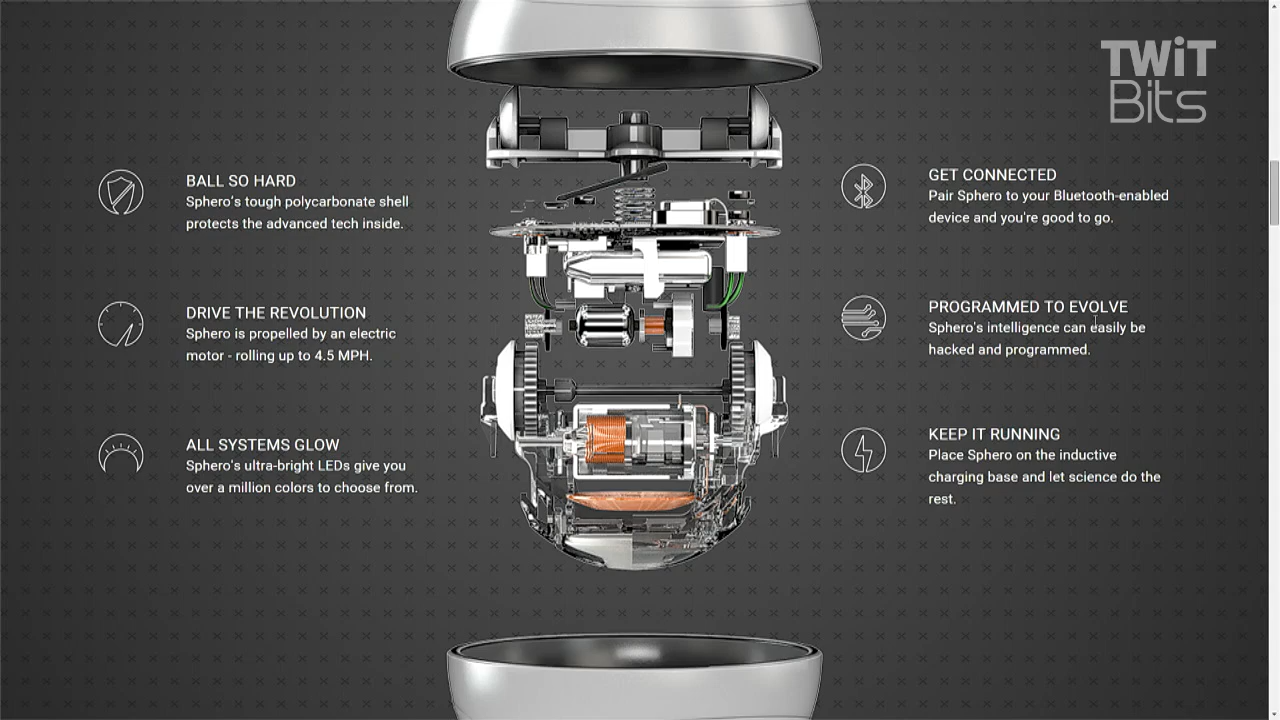 TWiT
Bits
BALL SO HARD
Sphero's tough polycarbonate shell
protects the advanced tech inside.
DRIVE THE REVOLUTION
Sphero is propelled by an electric
motor - rolling up to 4.5 MPH.
ALL SYSTEMS GLOW
Sphero's ultra-bright LEDs give you
over a million colors to choose from.
GET CONNECTED
Pair Sphero to your Bluetooth-enabled
device and you're good to go.
PROGRAMMED TO EVOLVE
Sphero's intelligence can easily be
hacked and programmed.
KEEP IT RUNNING
Place Sphero on the inductive
charging base and let science do the
rest.